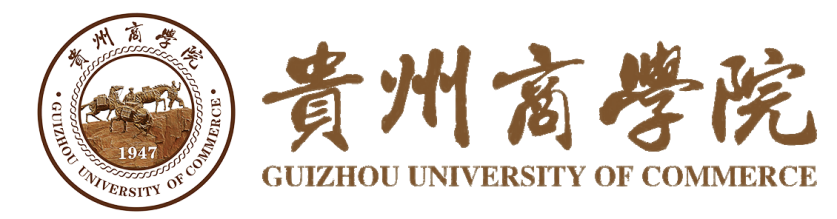 貴州商學院
1947
GUIZHOU UNIVERSITY OF COMMERCE
貴州商學院
GUIZHOU UNIVERSITY OF COMMERCE